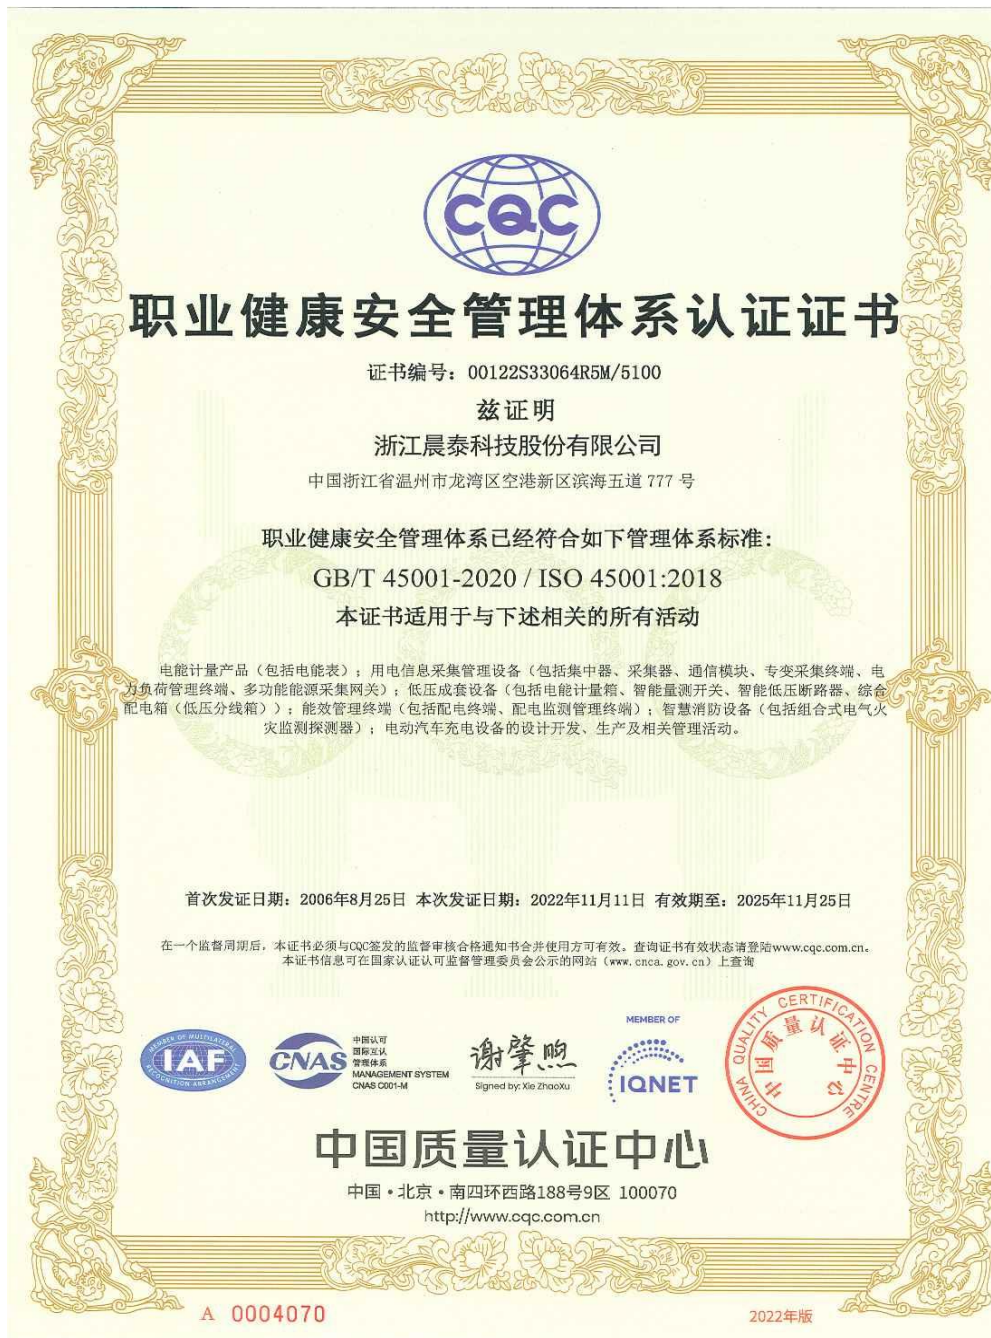 CQC
职业健康安全管理体系认证证书
证书编号：00122S33064R5M/5100
兹证明
浙江晨泰科技股份有限公司
中国浙江省温州市龙湾区空港新区滨海五道 777 号
职业健康安全管理体系已经符合如下管理体系标准：
GB/T 45001-2020 / ISO 45001:2018
本证书适用于与下述相关的所有活动
电能计量产品（包括电能表）；用电信息采集管理设备（包括集中器、采集器、通信模块、专变采集终端、电
力负荷管理终端、多功能能源采集网关）；低压成套设备（包括电能计量箱、智能量测开关、智能低压断路器、综合
配电箱（低压分线箱））；能效管理终端（包括配电终端、配电监测管理终端）；智慧消防设备（包括组合式电气火
灾监测探测器）；电动汽车充电设备的设计开发、生产及相关管理活动。
首次发证日期：2006年8月25日 本次发证日期：2022年11月11日 有效期至：2025年11月25日
在一个监督周期后，本证书必须与CQC签发的监督审核合格通知书合并使用方可有效。查询证书有效状态请登陆www.cqc.com.cn。
本证书信息可在国家认证认可监督管理委员会公示的网站（www.cnca.gov.cn）上查询
MEMBER OF MULTILATERAL
IAF
RECOGNITION ARRANGEMENT
CNAS
中国认可
国际互认
管理体系
MANAGEMENT SYSTEM
CNAS C001-M
谢肇煦
Signed by: Xie ZhaoXu
MEMBER OF
IQNET
CHINA QUALITY CERTIFICATION CENTRE
中国质量认证中心
中国质量认证中心
中国·北京·南四环西路188号9区 100070
http://www.cqc.com.cn
A 0004070
2022年版